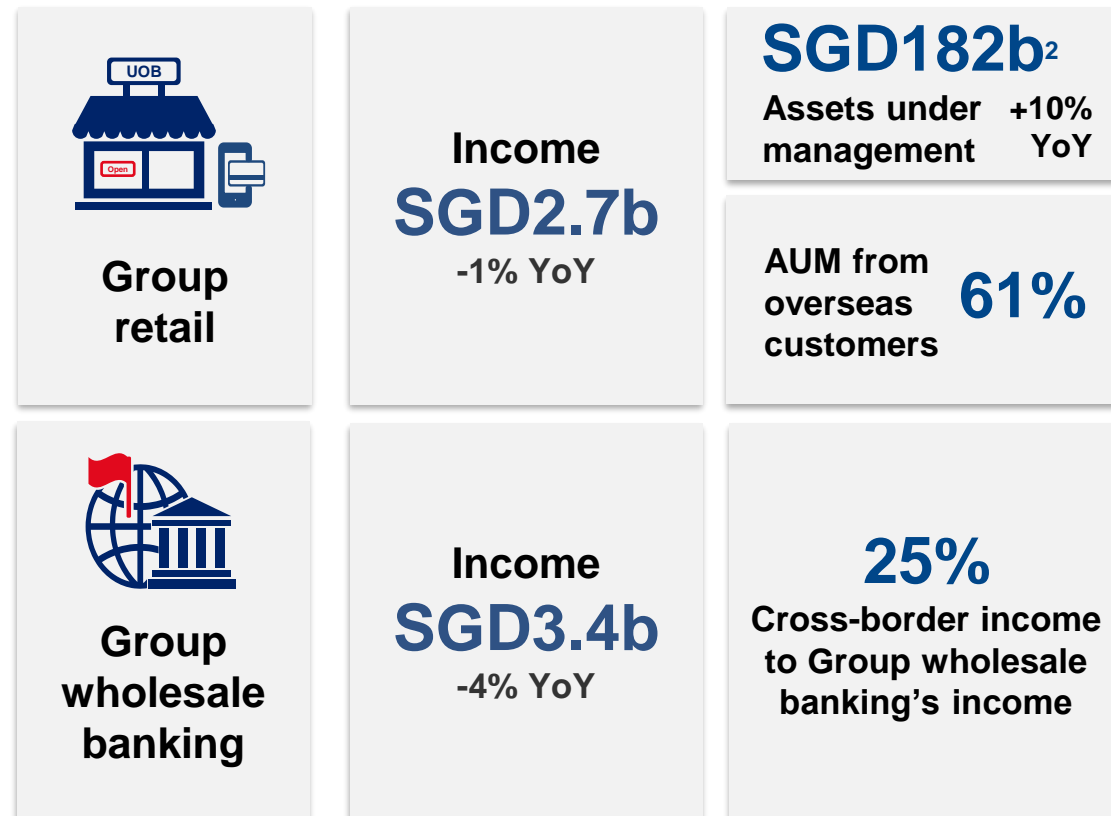 UOB
Open
Group
retail
Income
SGD2.7b
-1% YoY
SGD182b2
Assets under +10%
management YoY
AUM from
overseas
customers
61%
Group
wholesale
banking
Income
SGD3.4b
-4% YoY
25%
Cross-border income
to Group wholesale
banking’s income